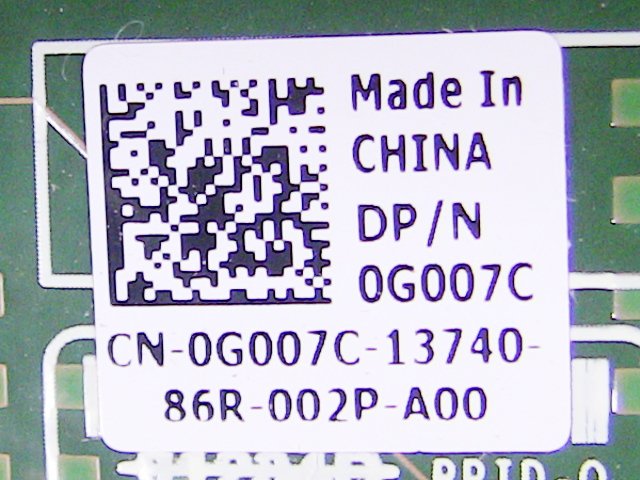 Made In
CHINA
DP/N
0G007C
CN-0G007C-13740-
86R-002P-A00